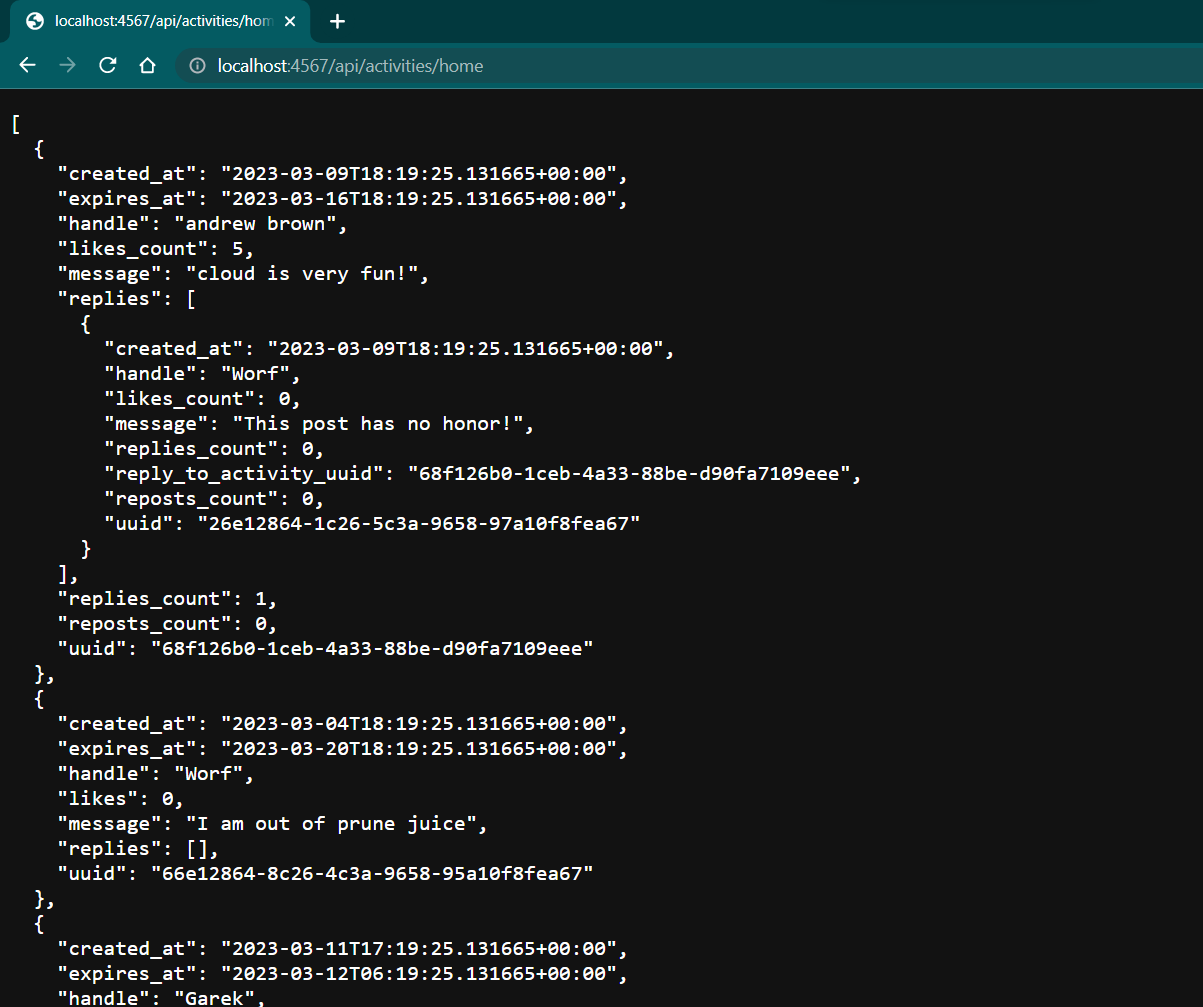 localhost:4567/api/activities/hom
localhost:4567/api/activities/home
[
  {
    "created_at": "2023-03-09T18:19:25.131665+00:00",
    "expires_at": "2023-03-16T18:19:25.131665+00:00",
    "handle": "andrew brown",
    "likes_count": 5,
    "message": "cloud is very fun!",
    "replies": [
      {
        "created_at": "2023-03-09T18:19:25.131665+00:00",
        "handle": "Worf",
        "likes_count": 0,
        "message": "This post has no honor!",
        "replies_count": 0,
        "reply_to_activity_uuid": "68f126b0-1ceb-4a33-88be-d90fa7109eee",
        "reposts_count": 0,
        "uuid": "26e12864-1c26-5c3a-9658-97a10f8fea67"
      }
    ],
    "replies_count": 1,
    "reposts_count": 0,
    "uuid": "68f126b0-1ceb-4a33-88be-d90fa7109eee"
  },
  {
    "created_at": "2023-03-04T18:19:25.131665+00:00",
    "expires_at": "2023-03-20T18:19:25.131665+00:00",
    "handle": "Worf",
    "likes": 0,
    "message": "I am out of prune juice",
    "replies": [],
    "uuid": "66e12864-8c26-4c3a-9658-95a10f8fea67"
  },
  {
    "created_at": "2023-03-11T17:19:25.131665+00:00",
    "expires_at": "2023-03-12T06:19:25.131665+00:00",
    "handle": "Garek",